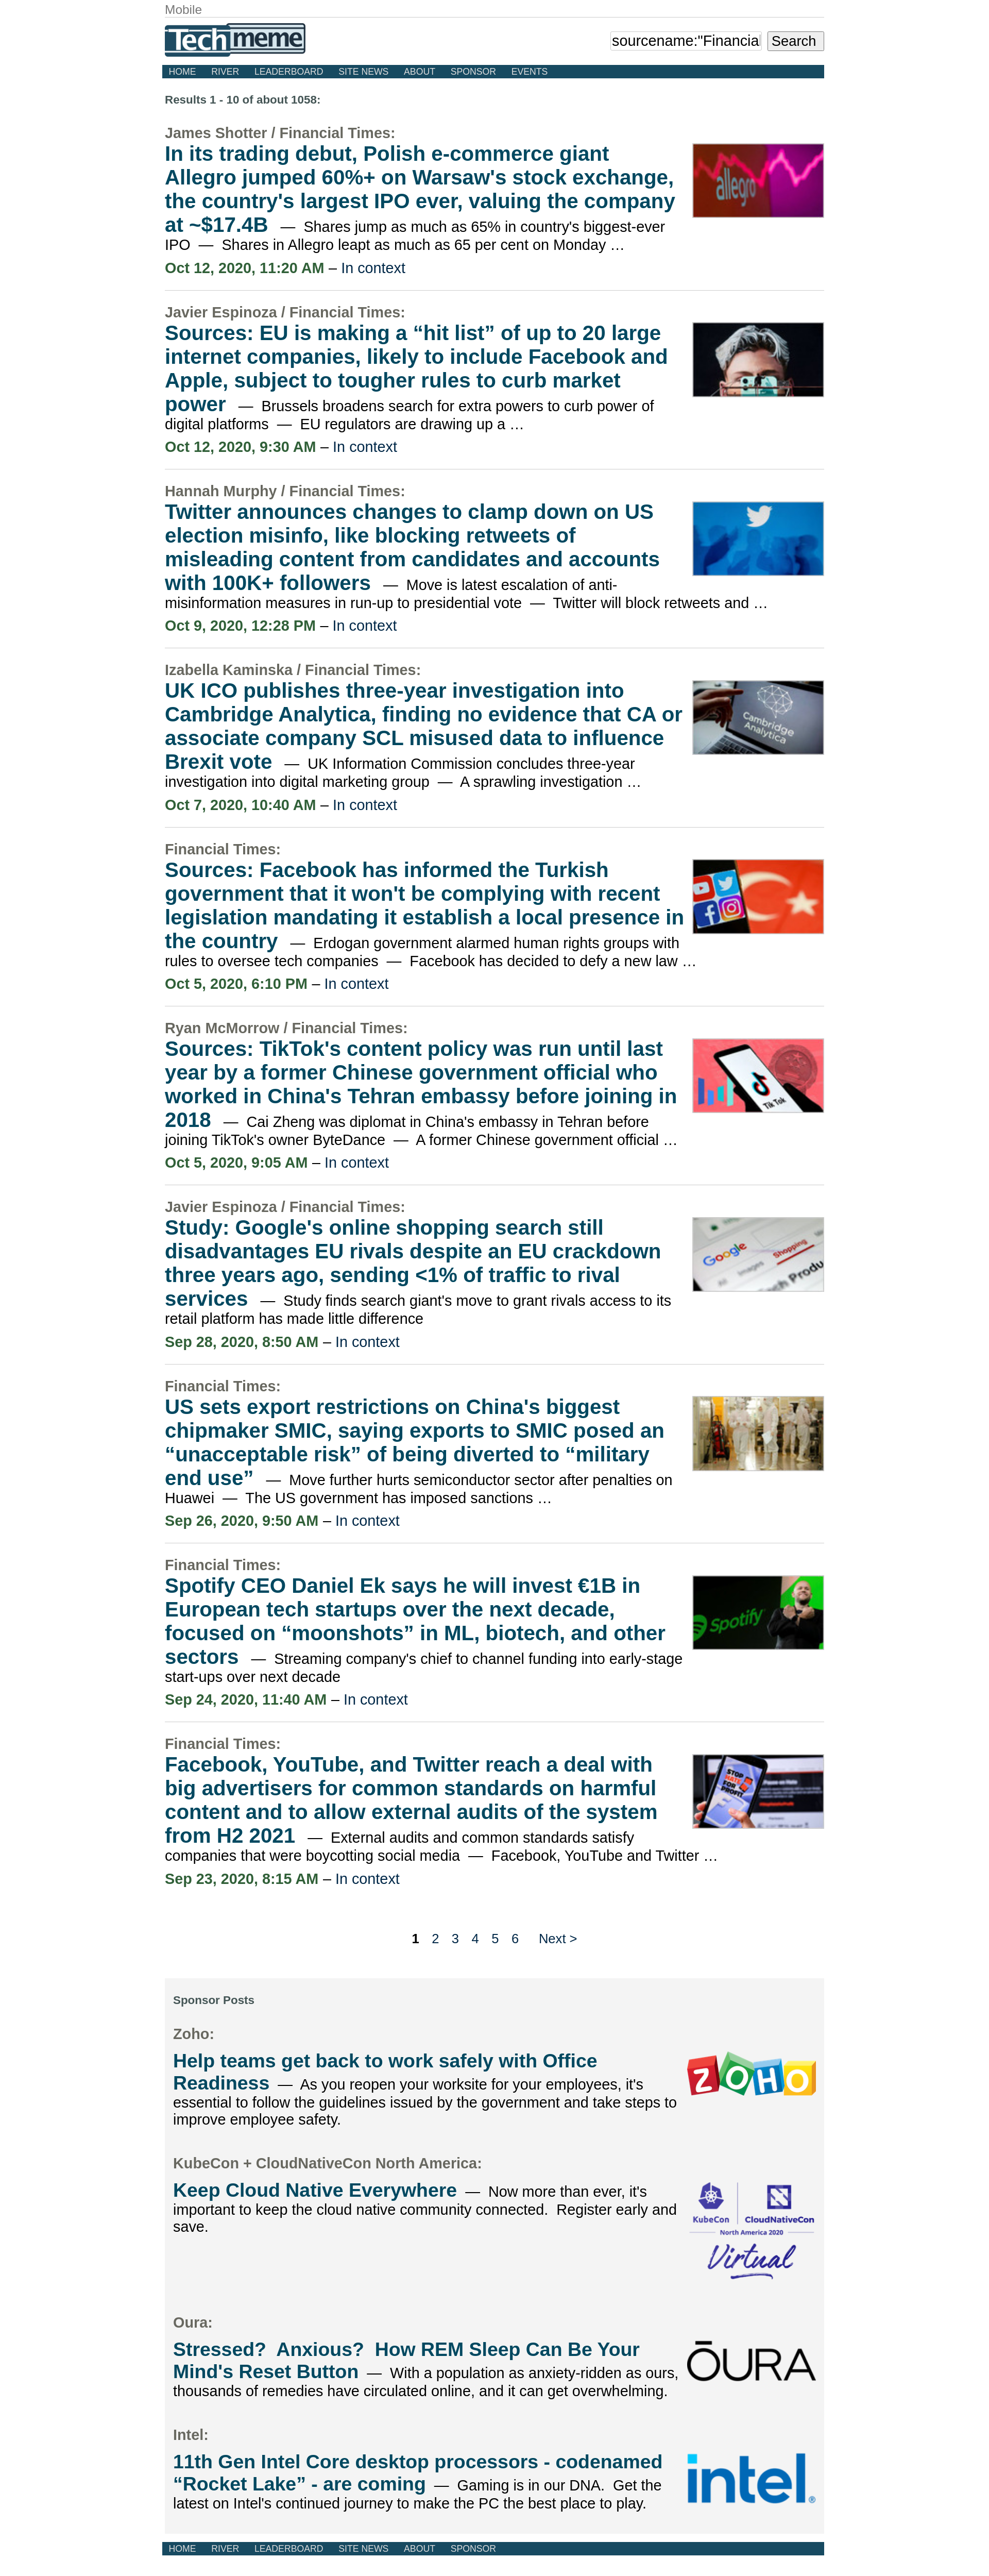 Mobile
Techmeme
sourcename:"Financia
Search
HOME RIVER LEADERBOARD SITE NEWS ABOUT SPONSOR EVENTS
Results 1 - 10 of about 1058:
James Shotter / Financial Times:
In its trading debut, Polish e-commerce giant
Allegro jumped 60%+ on Warsaw's stock exchange,
the country's largest IPO ever, valuing the company
at ~$17.4B — Shares jump as much as 65% in country's biggest-ever
IPO — Shares in Allegro leapt as much as 65 per cent on Monday …
allegro
Oct 12, 2020, 11:20 AM – In context
Javier Espinoza / Financial Times:
Sources: EU is making a “hit list” of up to 20 large
internet companies, likely to include Facebook and
Apple, subject to tougher rules to curb market
power — Brussels broadens search for extra powers to curb power of
digital platforms — EU regulators are drawing up a …
Oct 12, 2020, 9:30 AM – In context
Hannah Murphy / Financial Times:
Twitter announces changes to clamp down on US
election misinfo, like blocking retweets of
misleading content from candidates and accounts
with 100K+ followers — Move is latest escalation of anti-
misinformation measures in run-up to presidential vote — Twitter will block retweets and …
Oct 9, 2020, 12:28 PM – In context
Izabella Kaminska / Financial Times:
UK ICO publishes three-year investigation into
Cambridge Analytica, finding no evidence that CA or
associate company SCL misused data to influence
Brexit vote — UK Information Commission concludes three-year
investigation into digital marketing group — A sprawling investigation …
Cambridge
Analytica
Oct 7, 2020, 10:40 AM – In context
Financial Times:
Sources: Facebook has informed the Turkish
government that it won't be complying with recent
legislation mandating it establish a local presence in
the country — Erdogan government alarmed human rights groups with
rules to oversee tech companies — Facebook has decided to defy a new law …
Oct 5, 2020, 6:10 PM – In context
Ryan McMorrow / Financial Times:
Sources: TikTok's content policy was run until last
year by a former Chinese government official who
worked in China's Tehran embassy before joining in
2018 — Cai Zheng was diplomat in China's embassy in Tehran before
joining TikTok's owner ByteDance — A former Chinese government official …
Tik Tok
Oct 5, 2020, 9:05 AM – In context
Javier Espinoza / Financial Times:
Study: Google's online shopping search still
disadvantages EU rivals despite an EU crackdown
three years ago, sending <1% of traffic to rival
services — Study finds search giant's move to grant rivals access to its
retail platform has made little difference
Google
All Images Shopping
Tech Produ
Sep 28, 2020, 8:50 AM – In context
Financial Times:
US sets export restrictions on China's biggest
chipmaker SMIC, saying exports to SMIC posed an
“unacceptable risk” of being diverted to “military
end use” — Move further hurts semiconductor sector after penalties on
Huawei — The US government has imposed sanctions …
Sep 26, 2020, 9:50 AM – In context
Financial Times:
Spotify CEO Daniel Ek says he will invest €1B in
European tech startups over the next decade,
focused on “moonshots” in ML, biotech, and other
sectors — Streaming company's chief to channel funding into early-stage
start-ups over next decade
Spotify
Sep 24, 2020, 11:40 AM – In context
Financial Times:
Facebook, YouTube, and Twitter reach a deal with
big advertisers for common standards on harmful
content and to allow external audits of the system
from H2 2021 — External audits and common standards satisfy
companies that were boycotting social media — Facebook, YouTube and Twitter …
STOP
HATE
FOR
PROFIT
Sep 23, 2020, 8:15 AM – In context
1 2 3 4 5 6 Next >
Sponsor Posts
Zoho:
Help teams get back to work safely with Office
Readiness — As you reopen your worksite for your employees, it's
essential to follow the guidelines issued by the government and take steps to
improve employee safety.
ZOHO
KubeCon + CloudNativeCon North America:
Keep Cloud Native Everywhere — Now more than ever, it's
important to keep the cloud native community connected. Register early and
save.
KubeCon CloudNativeCon
North America 2020
Virtual
Oura:
Stressed? Anxious? How REM Sleep Can Be Your
Mind's Reset Button — With a population as anxiety-ridden as ours,
thousands of remedies have circulated online, and it can get overwhelming.
ŌURA
Intel:
11th Gen Intel Core desktop processors - codenamed
“Rocket Lake” - are coming — Gaming is in our DNA. Get the
latest on Intel's continued journey to make the PC the best place to play.
intel®
HOME RIVER LEADERBOARD SITE NEWS ABOUT SPONSOR